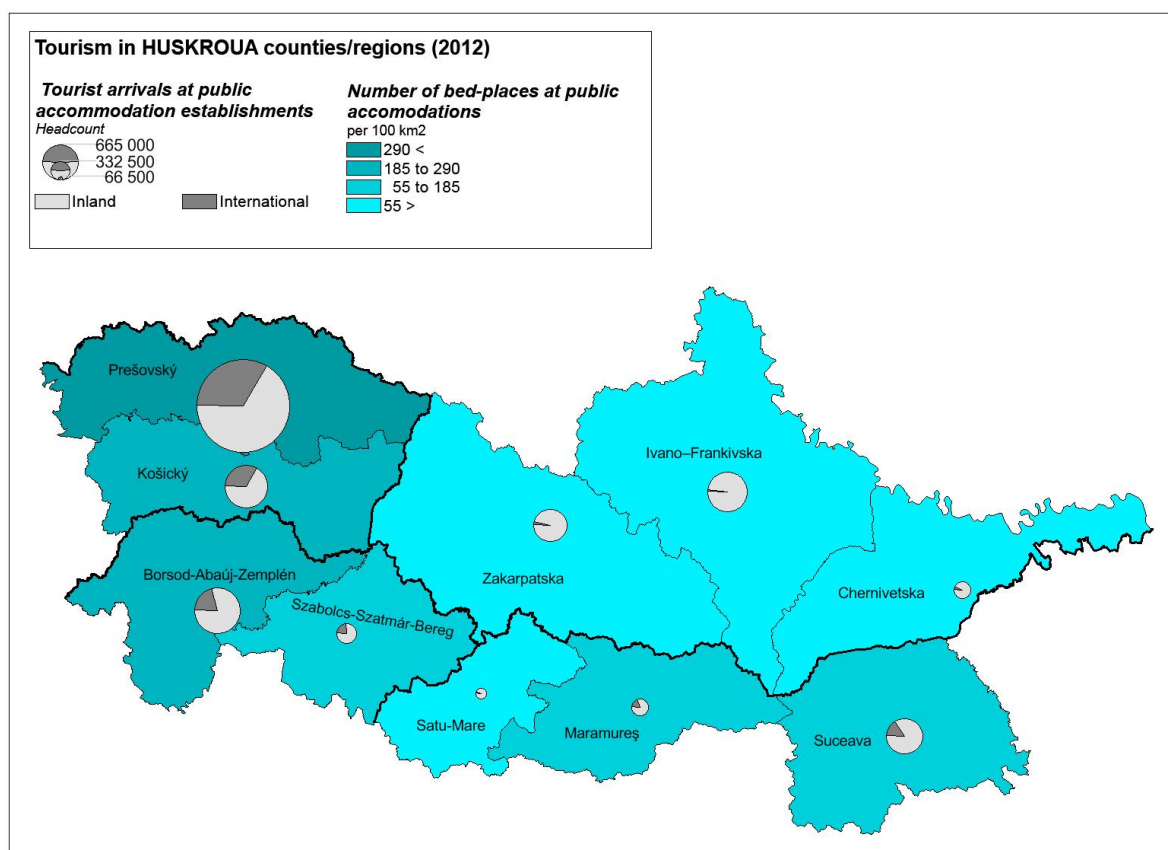 Tourism in HUSKROUA counties/regions (2012)
Tourist arrivals at public
accommodation establishments
Headcount
665 000
332 500
66 500
Inland
International
Number of bed-places at public
accomodations
per 100 km2
290 <
185 to 290
55 to 185
55 >
Prešovský
Košický
Ivano–Frankivska
Borsod-Abaúj-Zemplén
Zakarpatska
Szabolcs-Szatmár-Bereg
Chernivetska
Satu-Mare
Maramureş
Suceava